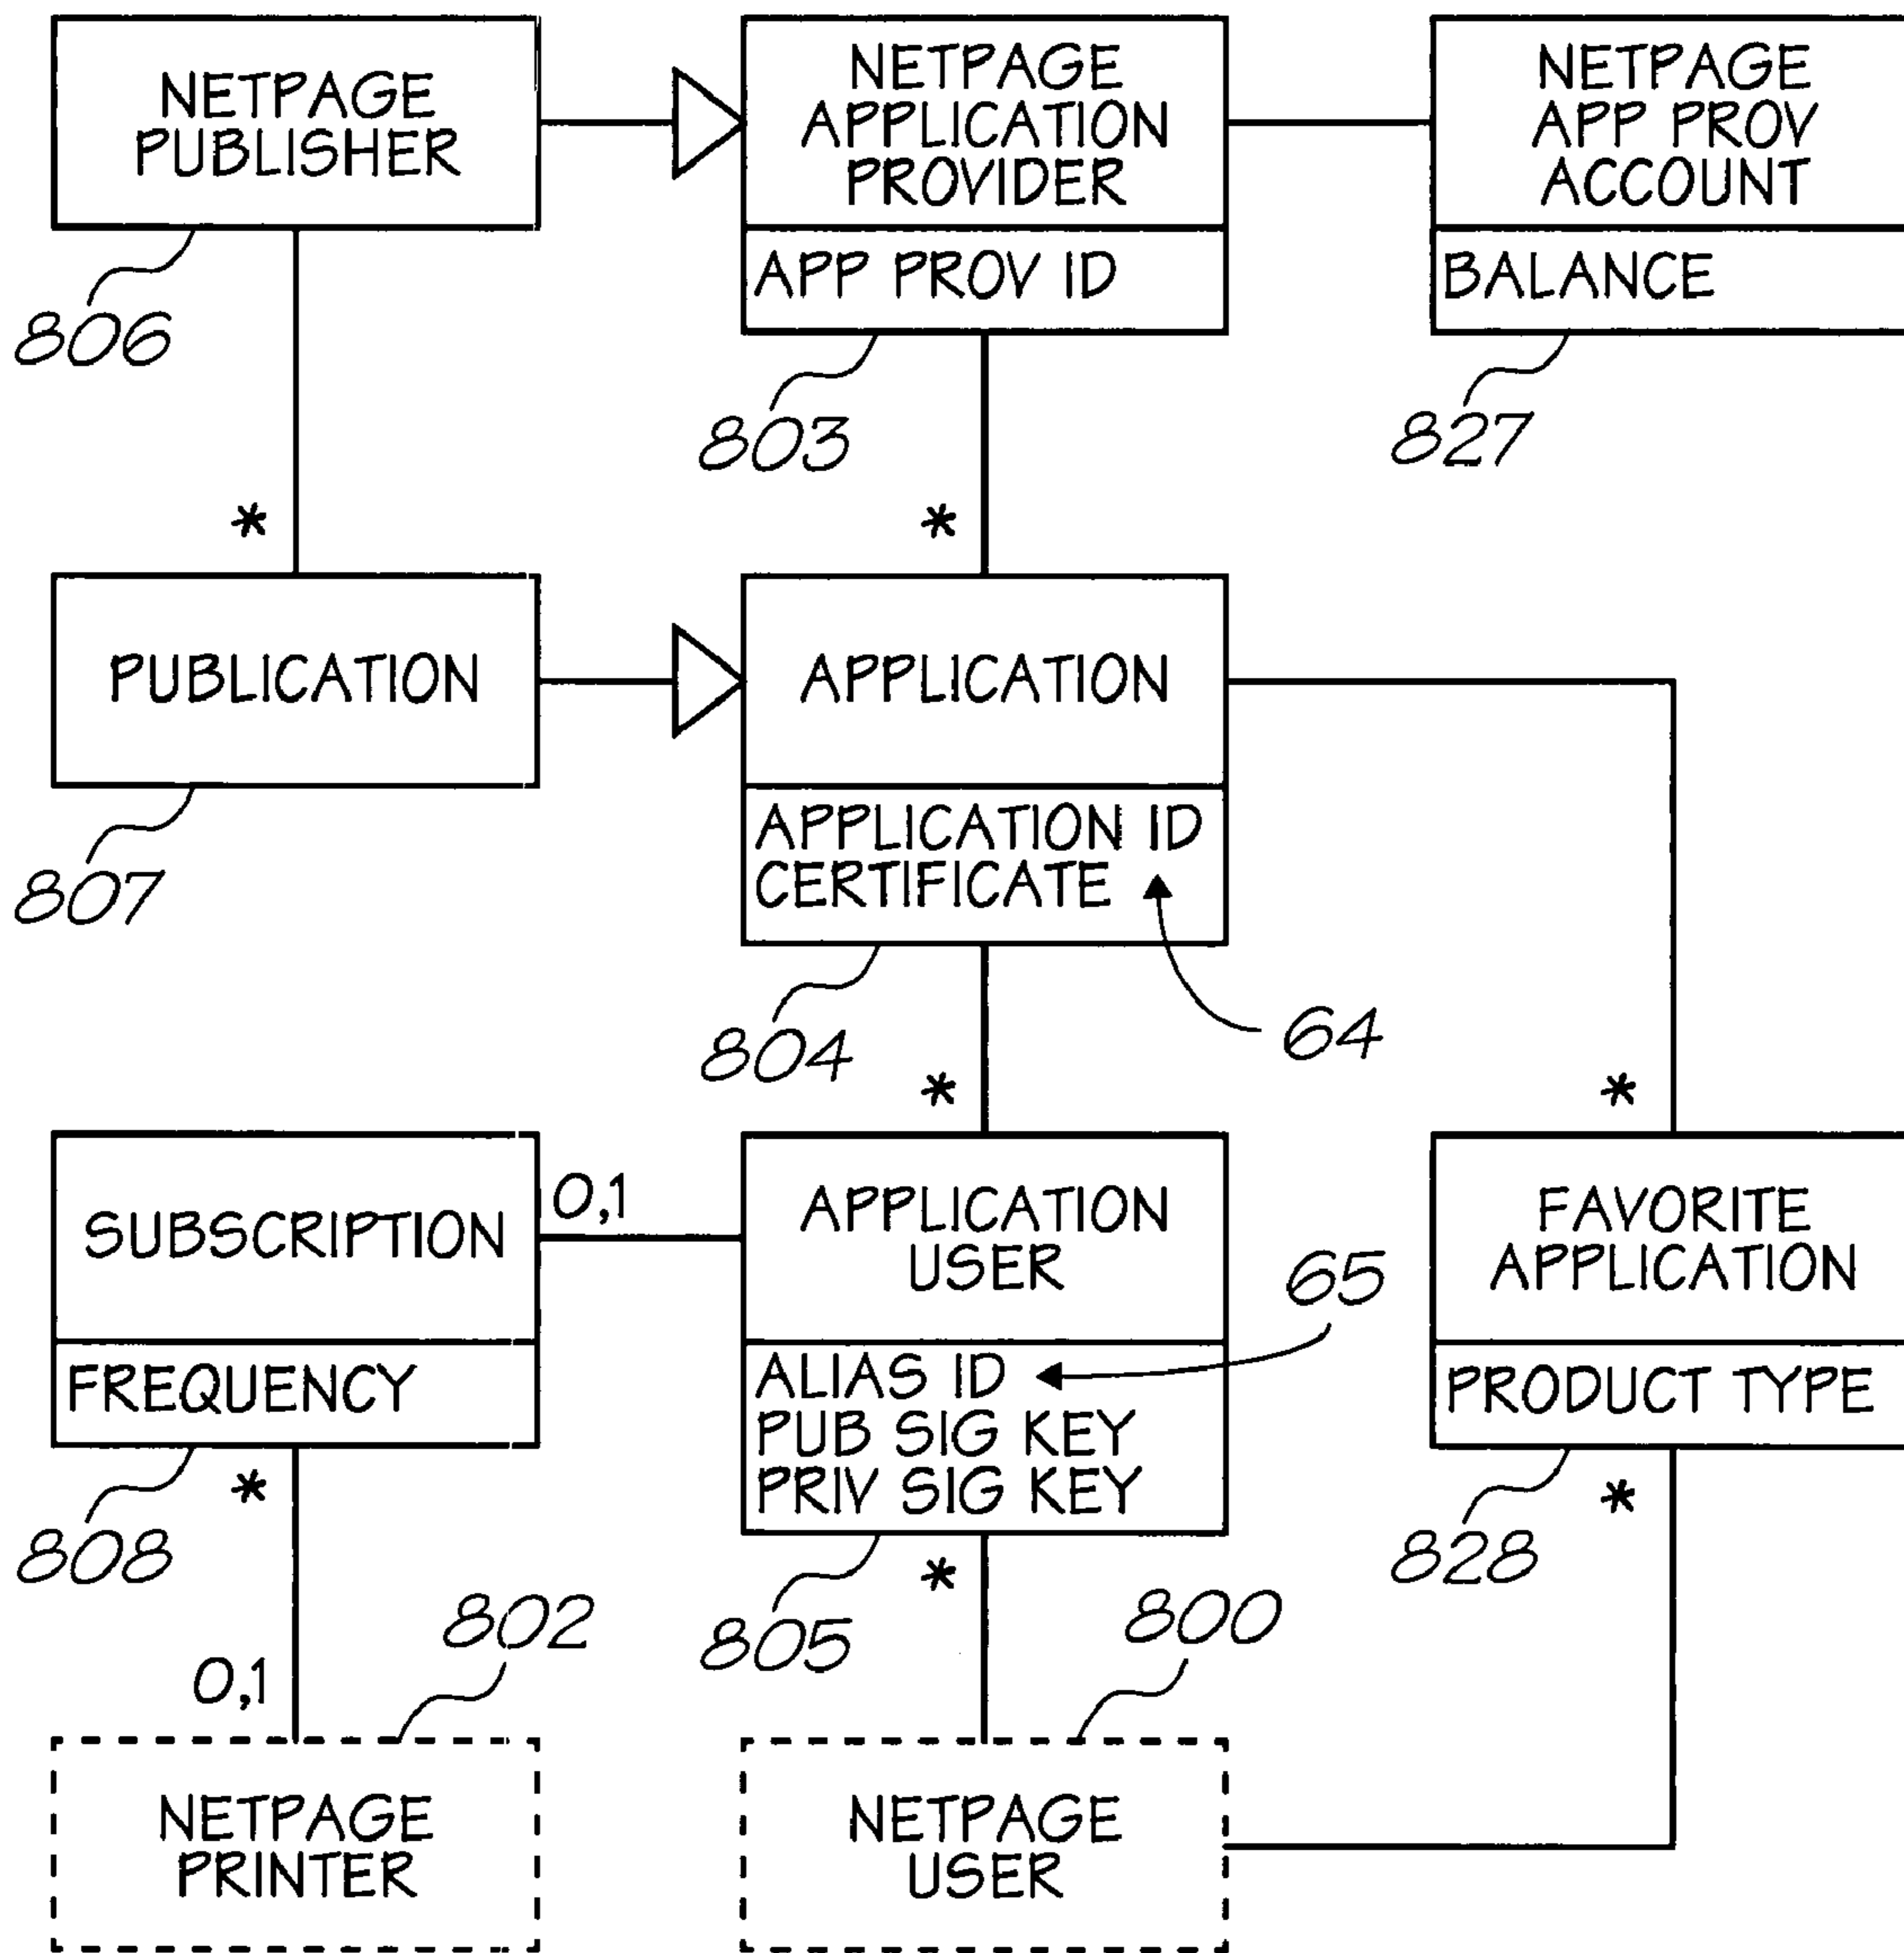 NETPAGE
PUBLISHER
NETPAGE
APPLICATION
PROVIDER
APP PROV ID
NETPAGE
APP PROV
ACCOUNT
BALANCE
806
803
827
*
*
PUBLICATION
APPLICATION
APPLICATION ID
CERTIFICATE
807
804
64
*
*
SUBSCRIPTION
FREQUENCY
0,1
APPLICATION
USER
ALIAS ID
PUB SIG KEY
PRIV SIG KEY
65
FAVORITE
APPLICATION
PRODUCT TYPE
808
*
802
0,1
805
*
800
828
*
NETPAGE
PRINTER
NETPAGE
USER